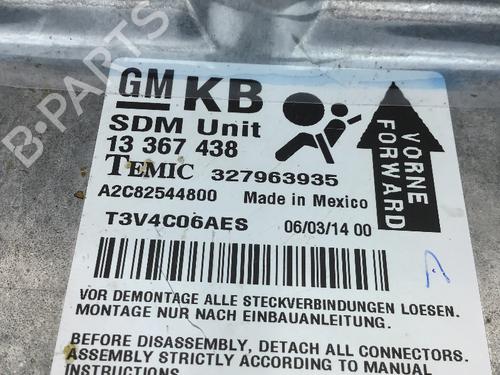 GM KB
SDM Unit
13 367 438
TEMIC 327963935
A2C82544800 Made in Mexico
T3V4C06AES 06/03/14 00
VORNE
FORWARD
A
VOR DEMONTAGE ALLE STECKVERBINDUNGEN LOESEN.
MONTAGE NUR NACH EINBAUANLEITUNG.
BEFORE DISASSEMBLY, DETACH ALL CONNECTORS.
ASSEMBLY STRICTLY ACCORDING TO MANUAL
INSTRUCTIONS
B-PARTS